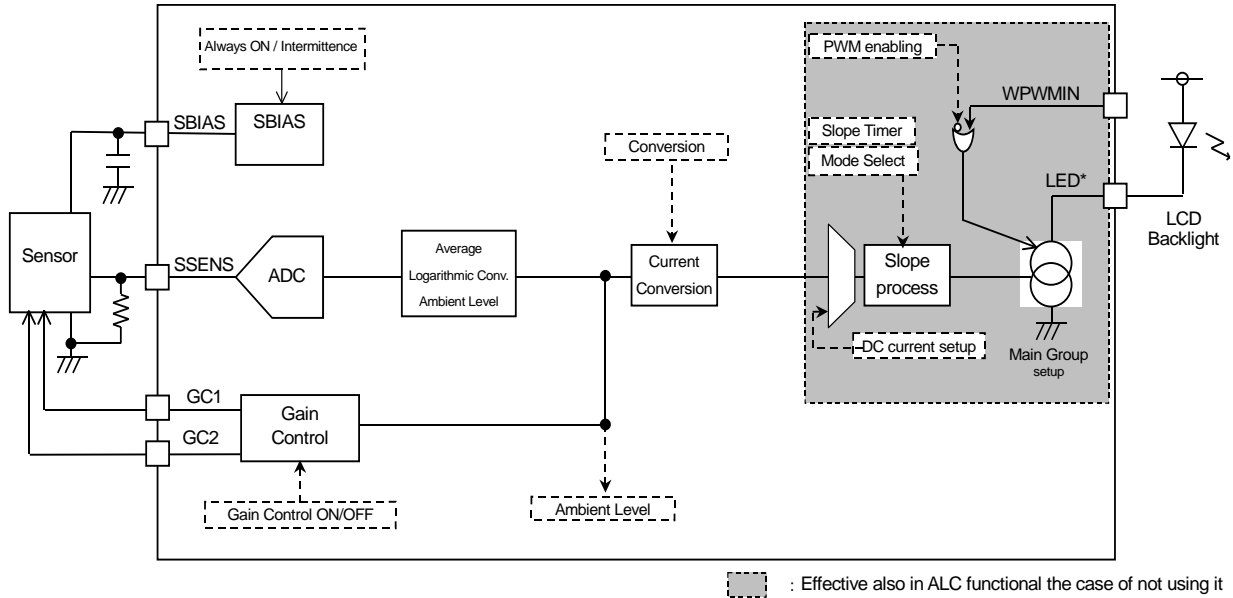 Always ON / Intermittence
PWM enabling
SBIAS
SBIAS
WPWMIN
Slope Timer
Mode Select
Conversion
LED*
LCD
Backlight
Sensor
SSENS
ADC
Average
Logarithmic Conv.
Ambient Level
Current
Conversion
Slope
process
DC current setup
Main Group
setup
GC1
GC2
Gain
Control
Gain Control ON/OFF
Ambient Level
: Effective also in ALC functional the case of not using it